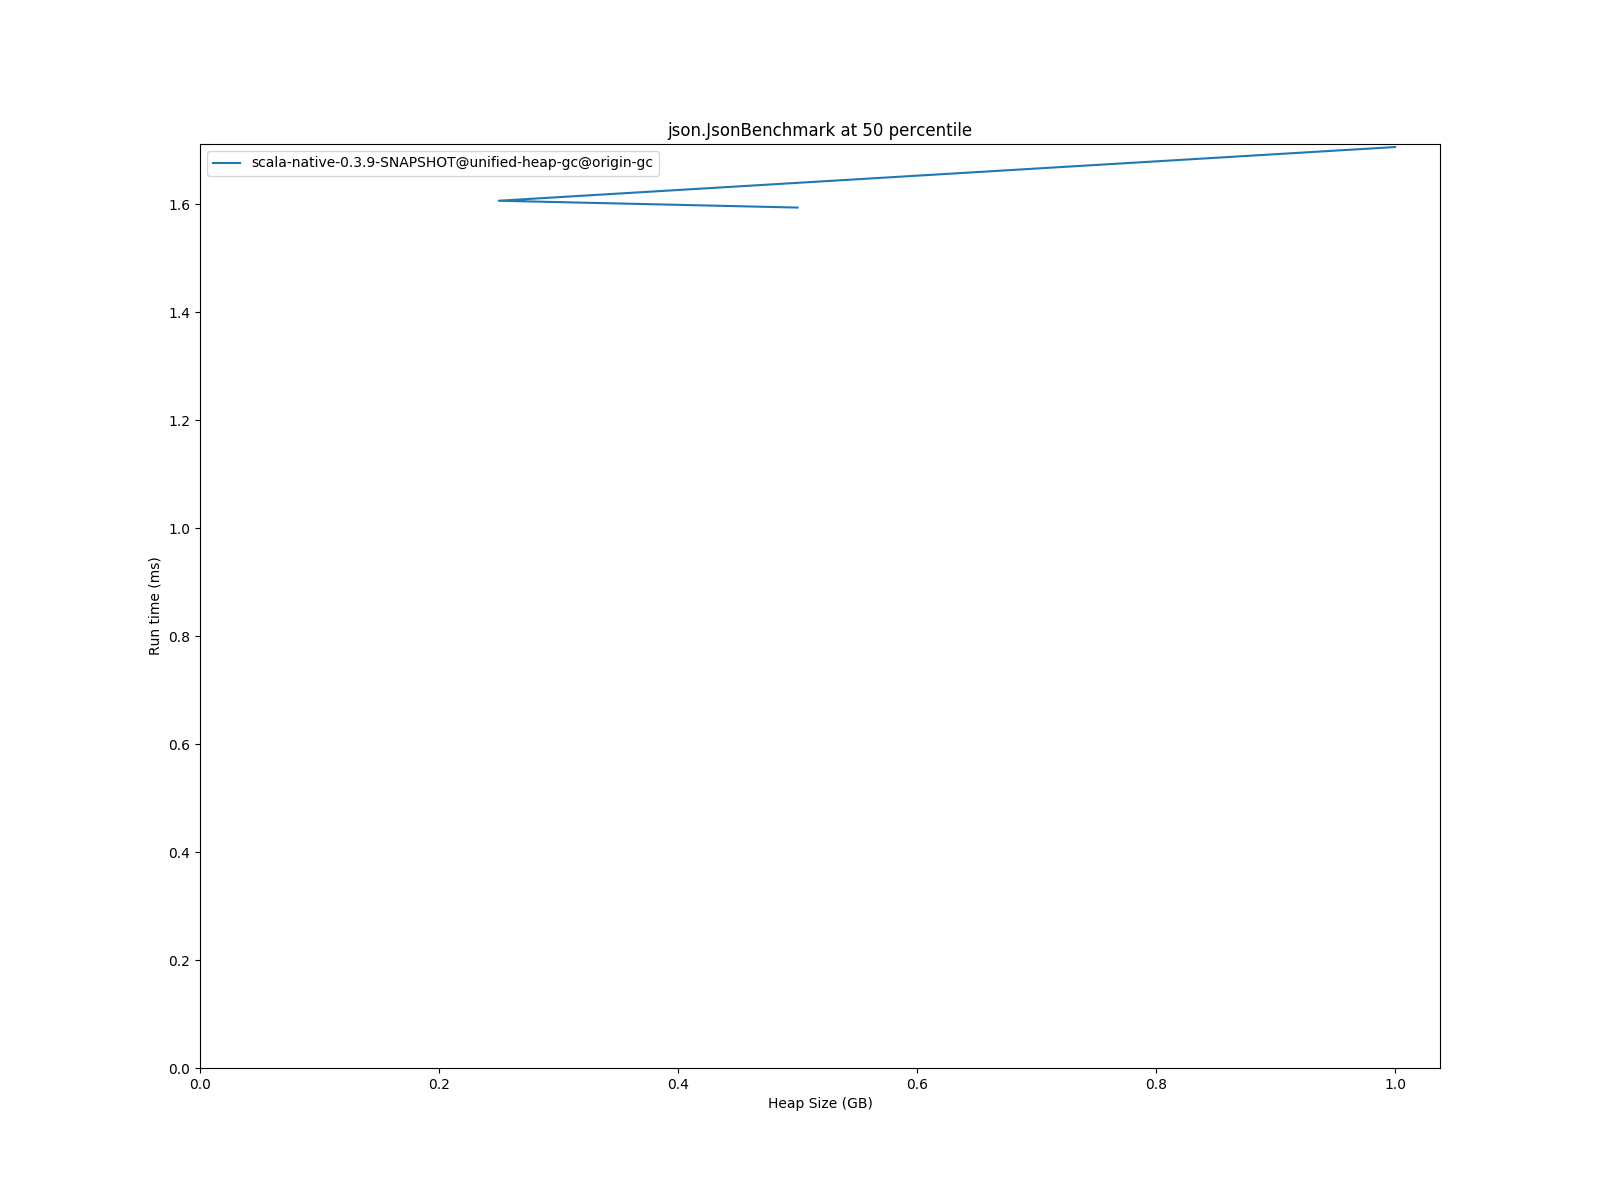 json.JsonBenchmark at 50 percentile
scala-native-0.3.9-SNAPSHOT@unified-heap-gc@origin-gc
1.6
1.4
1.2
1.0
0.8
0.6
0.4
0.2
0.0
Run time (ms)
0.0 0.2 0.4 0.6 0.8 1.0
Heap Size (GB)